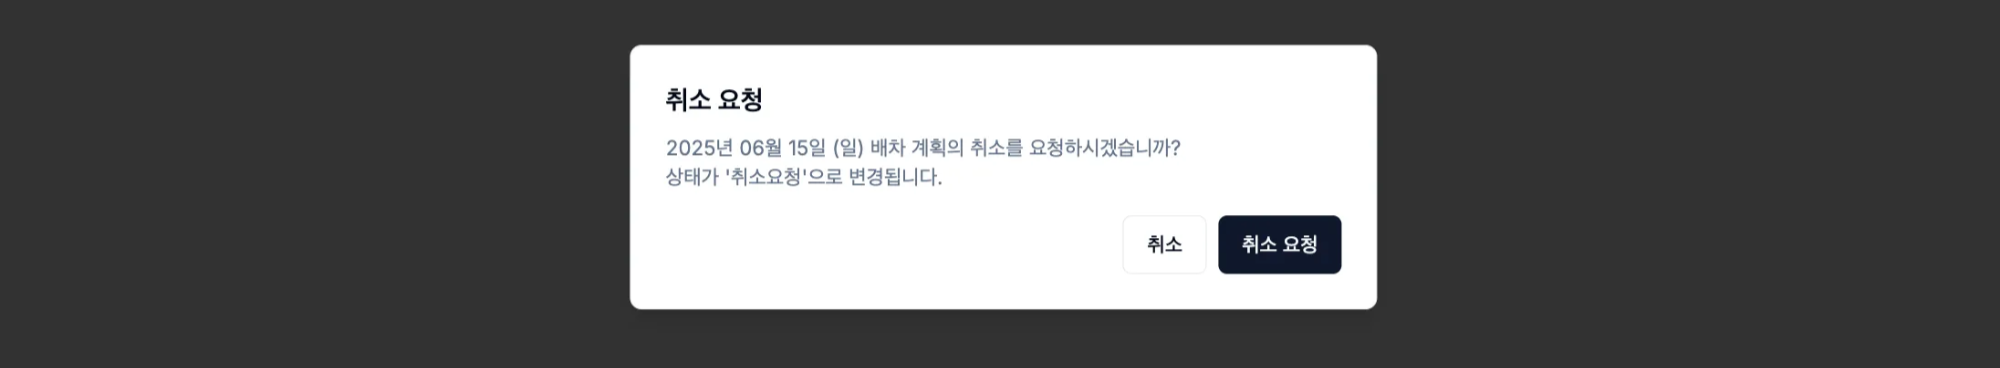 취소 요청
2025년 06월 15일 (일) 배차 계획의 취소를 요청하시겠습니까?
상태가 '취소요청'으로 변경됩니다.
취소
취소 요청